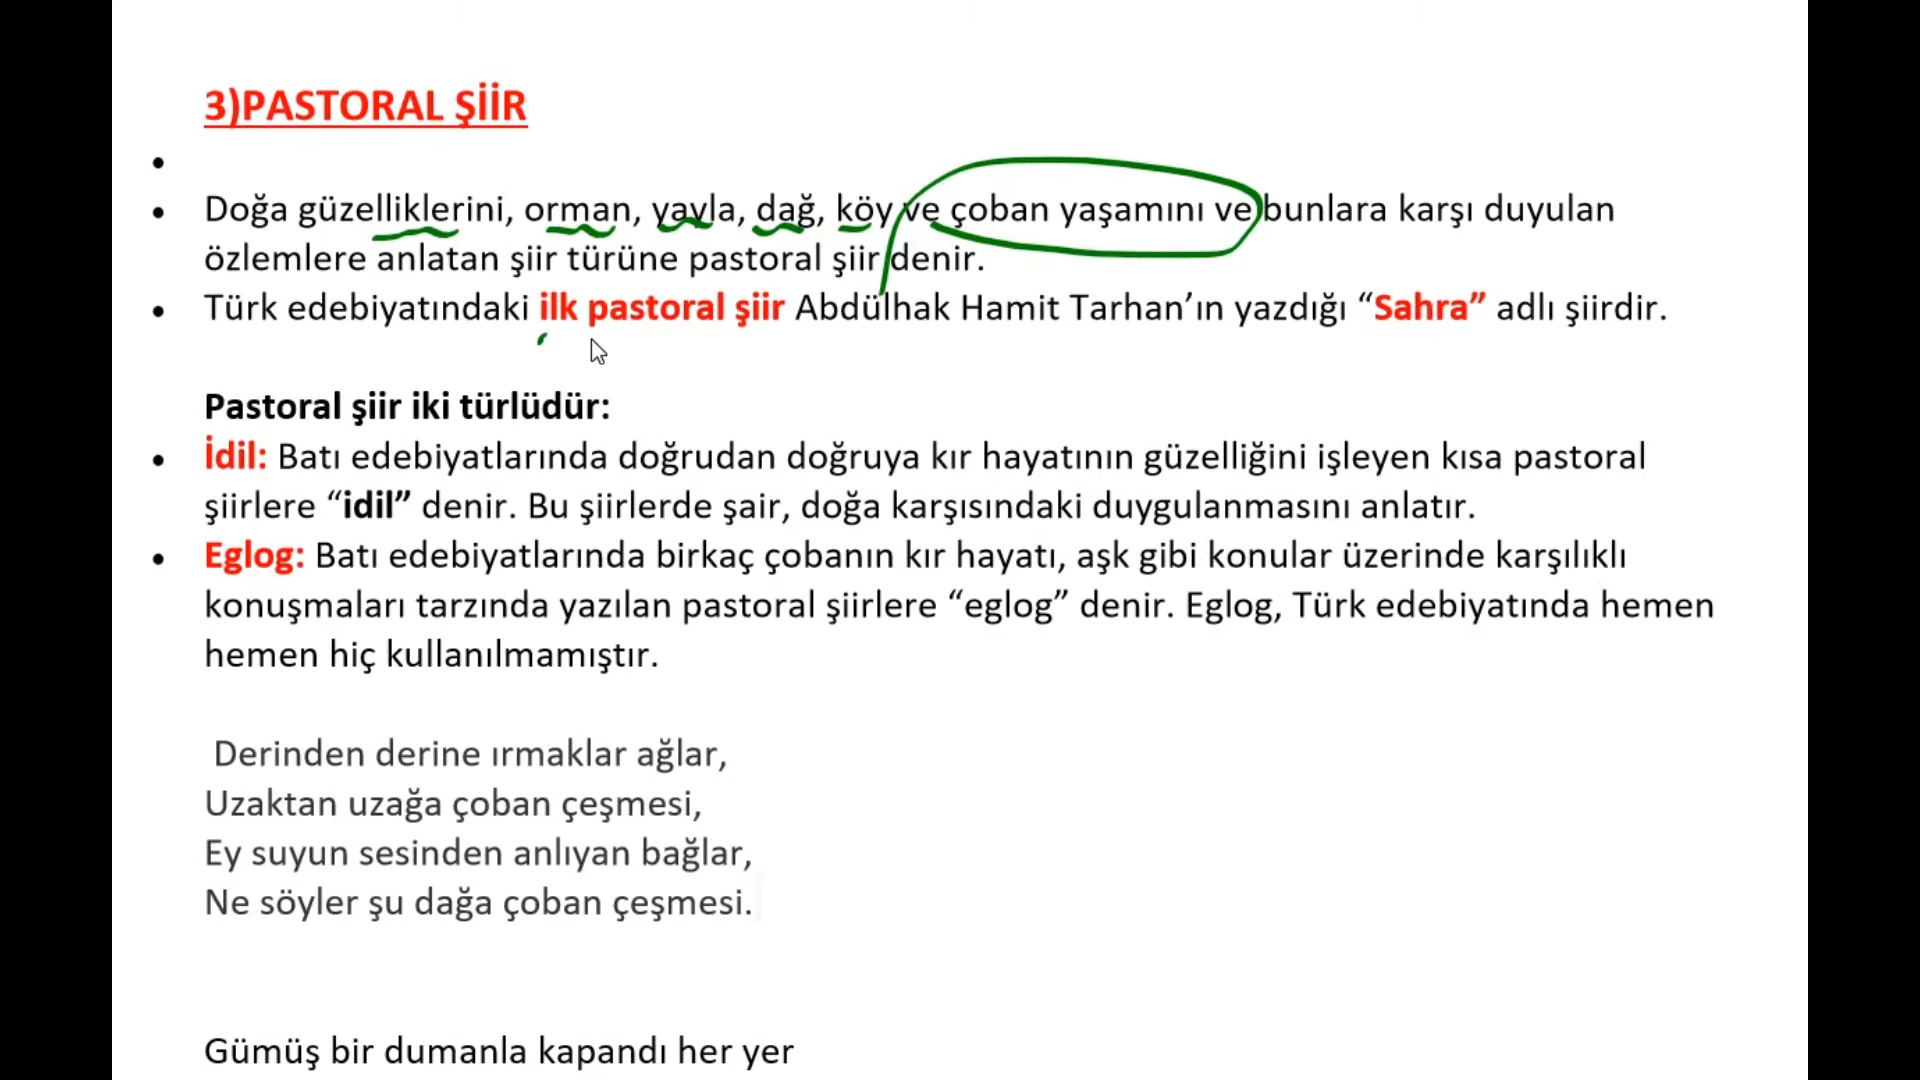 3)PASTORAL ŞİİR
Doğa güzelliklerini, orman, yayla, dağ, köy ve çoban yaşamını ve bunlara karşı duyulan
özlemlere anlatan şiir türüne pastoral şiir denir.
Türk edebiyatındaki ilk pastoral şiir Abdülhak Hamit Tarhan’ın yazdığı “Sahra” adlı şiirdir.
Pastoral şiir iki türlüdür:
İdil: Batı edebiyatlarında doğrudan doğruya kır hayatının güzelliğini işleyen kısa pastoral
şiirlere “idil” denir. Bu şiirlerde şair, doğa karşısındaki duygulanmasını anlatır.
Eglog: Batı edebiyatlarında birkaç çobanın kır hayatı, aşk gibi konular üzerinde karşılıklı
konuşmaları tarzında yazılan pastoral şiirlere “eglog” denir. Eglog, Türk edebiyatında hemen
hemen hiç kullanılmamıştır.
Derinden derine ırmaklar ağlar,
Uzaktan uzağa çoban çeşmesi,
Ey suyun sesinden anlıyan bağlar,
Ne söyler şu dağa çoban çeşmesi.
Gümüş bir dumanla kapandı her yer